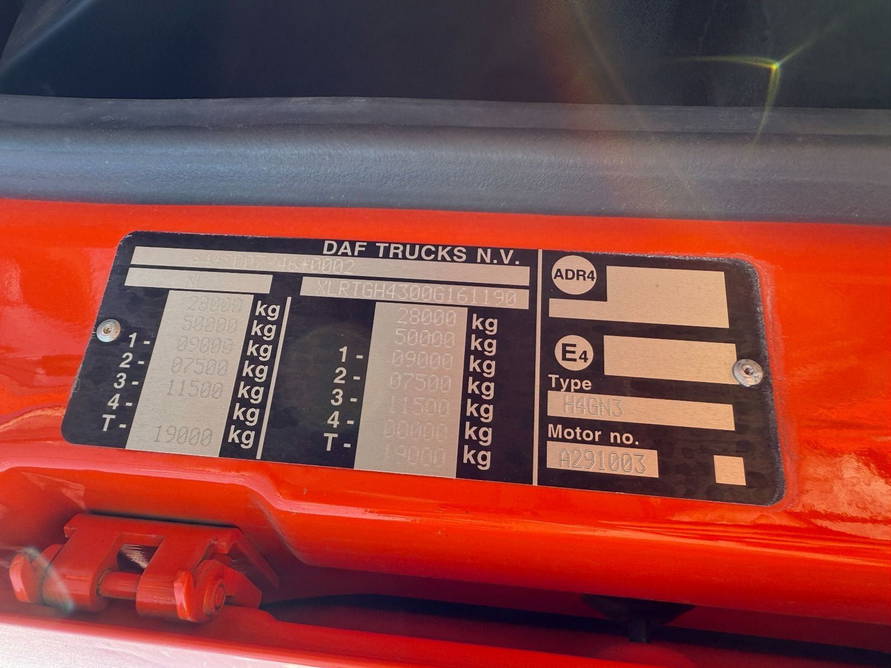 DAF TRUCKS N.V.
XLRTGH4300G161190
28000 kg
50000 kg
1- 09000 kg
2- 07500 kg
3- 11500 kg
4- kg
T- 19000 kg
28000 kg
50000 kg
1- 09000 kg
2- 07500 kg
3- 11500 kg
4- 00000 kg
T- 19000 kg
ADR4
E4
Type
H4GN3
Motor no.
A291003